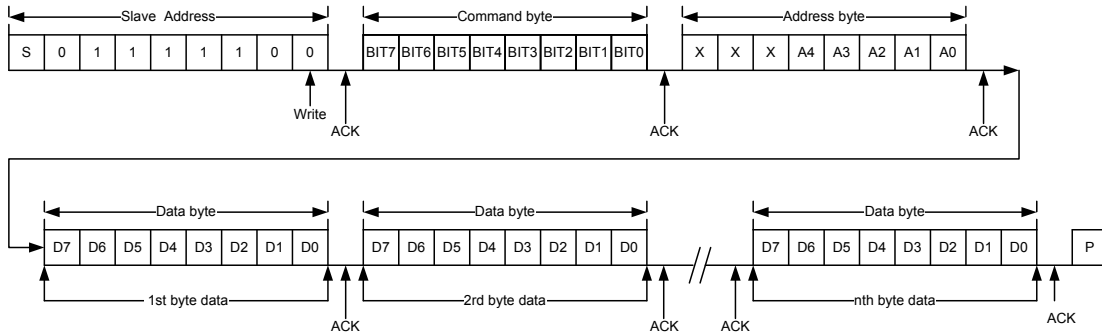 Slave Address Command byte Address byte
S 0 1 1 1 1 1 0 0 BIT7 BIT6 BIT5 BIT4 BIT3 BIT2 BIT1 BIT0 X X X A4 A3 A2 A1 A0
Write
ACK ACK ACK
Data byte Data byte Data byte
D7 D6 D5 D4 D3 D2 D1 D0 D7 D6 D5 D4 D3 D2 D1 D0 D7 D6 D5 D4 D3 D2 D1 D0 P
1st byte data 2rd byte data nth byte data
ACK ACK ACK ACK